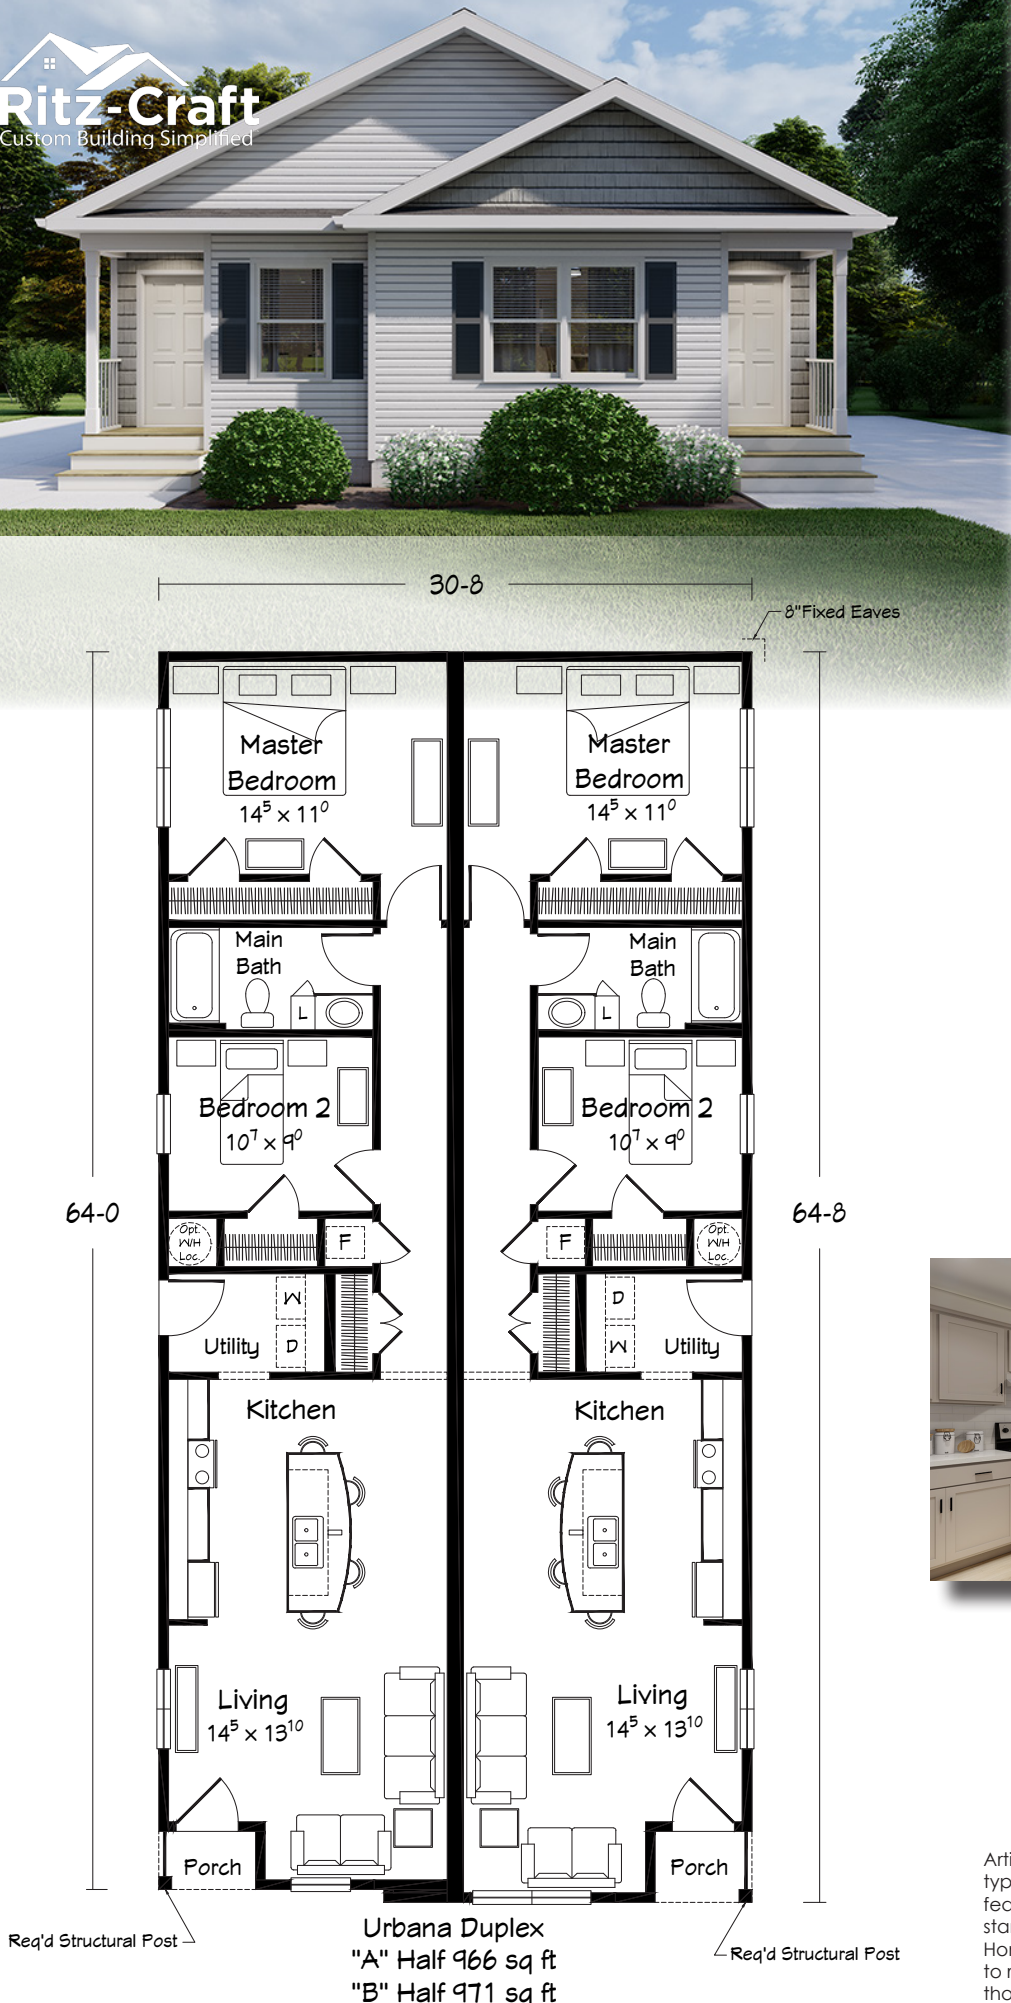 Ritz-Craft
Custom Building Simplified
30-8
8"Fixed Eaves
Master
Bedroom
14⁵ x 11⁰
Master
Bedroom
14⁵ x 11⁰
Main
Bath
L
Main
Bath
L
Bedroom 2
10⁷ x 9⁰
Bedroom 2
10⁷ x 9⁰
64-0
64-8
Opt.
W/H
Loc.
F
F
Opt.
W/H
Loc.
W
D
Utility
D
W
Utility
Kitchen
Kitchen
Living
14⁵ x 13¹⁰
Living
14⁵ x 13¹⁰
Porch
Porch
Req'd Structural Post
Req'd Structural Post
Urbana Duplex
"A" Half 966 sq ft
"B" Half 971 sq ft